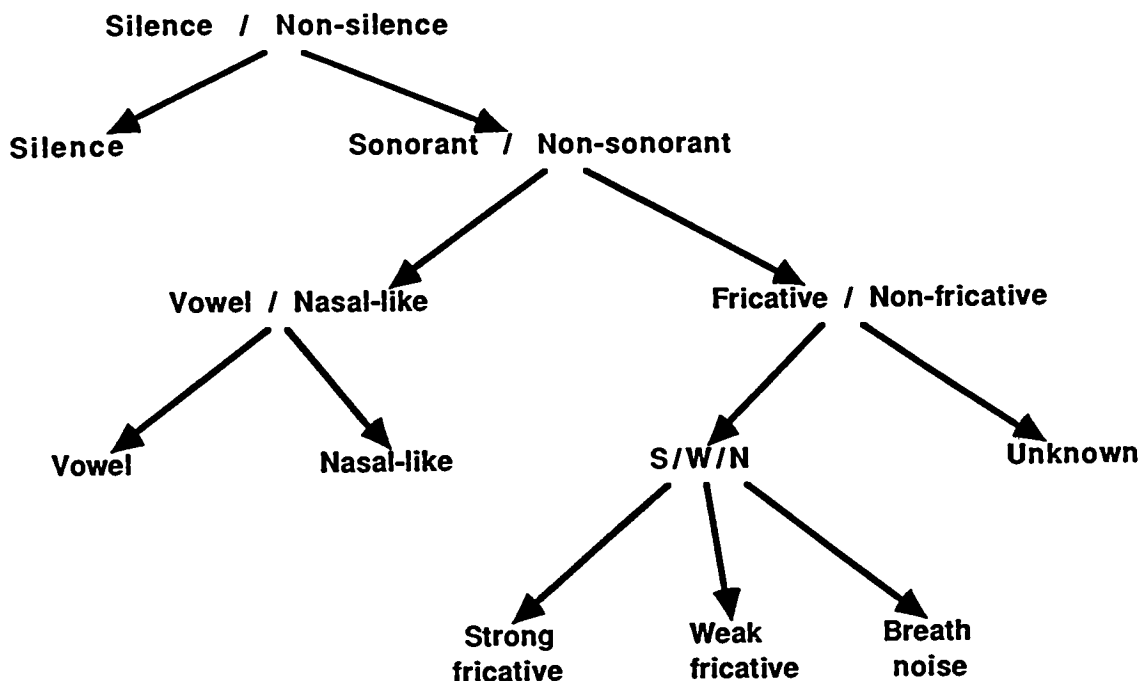 Silence / Non-silence
Silence
Sonorant / Non-sonorant
Vowel / Nasal-like
Fricative / Non-fricative
Vowel
Nasal-like
S/W/N
Unknown
Strong
fricative
Weak
fricative
Breath
noise